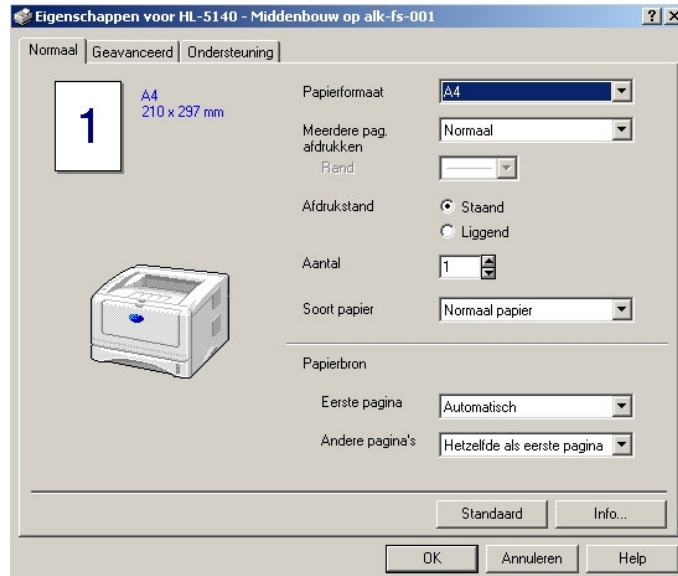 Eigenschappen voor HL-5140 - Middenbouw op alk-fs-001
Normaal
Geavanceerd
Ondersteuning
1
A4
210 x 297 mm
Papierformaat
A4
Meerdere pag.
afdrukken
Normaal
Rand
Afdrukstand
Staand
Liggend
Aantal
1
Soort papier
Normaal papier
Papierbron
Eerste pagina
Automatisch
Andere pagina's
Hetzelfde als eerste pagina
Standaard
Info...
OK
Annuleren
Help